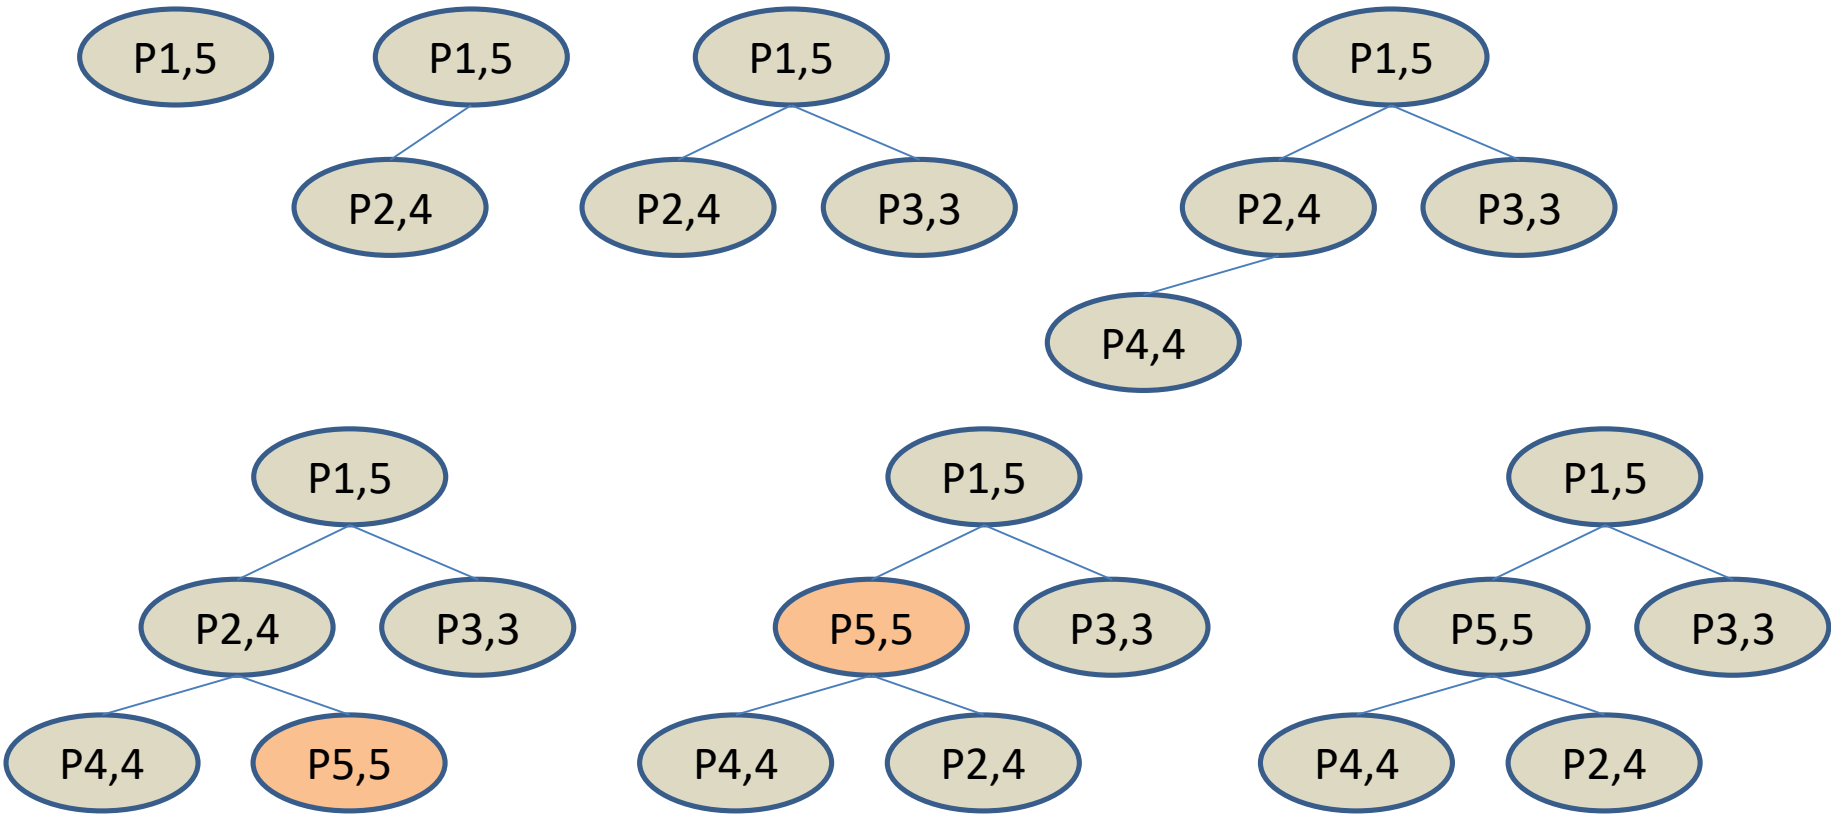 P1,5 P1,5 P1,5 P1,5
P2,4 P2,4 P3,3 P2,4 P3,3
P4,4
P1,5 P1,5 P1,5
P2,4 P3,3 P5,5 P3,3 P5,5 P3,3
P4,4 P5,5 P4,4 P2,4 P4,4 P2,4